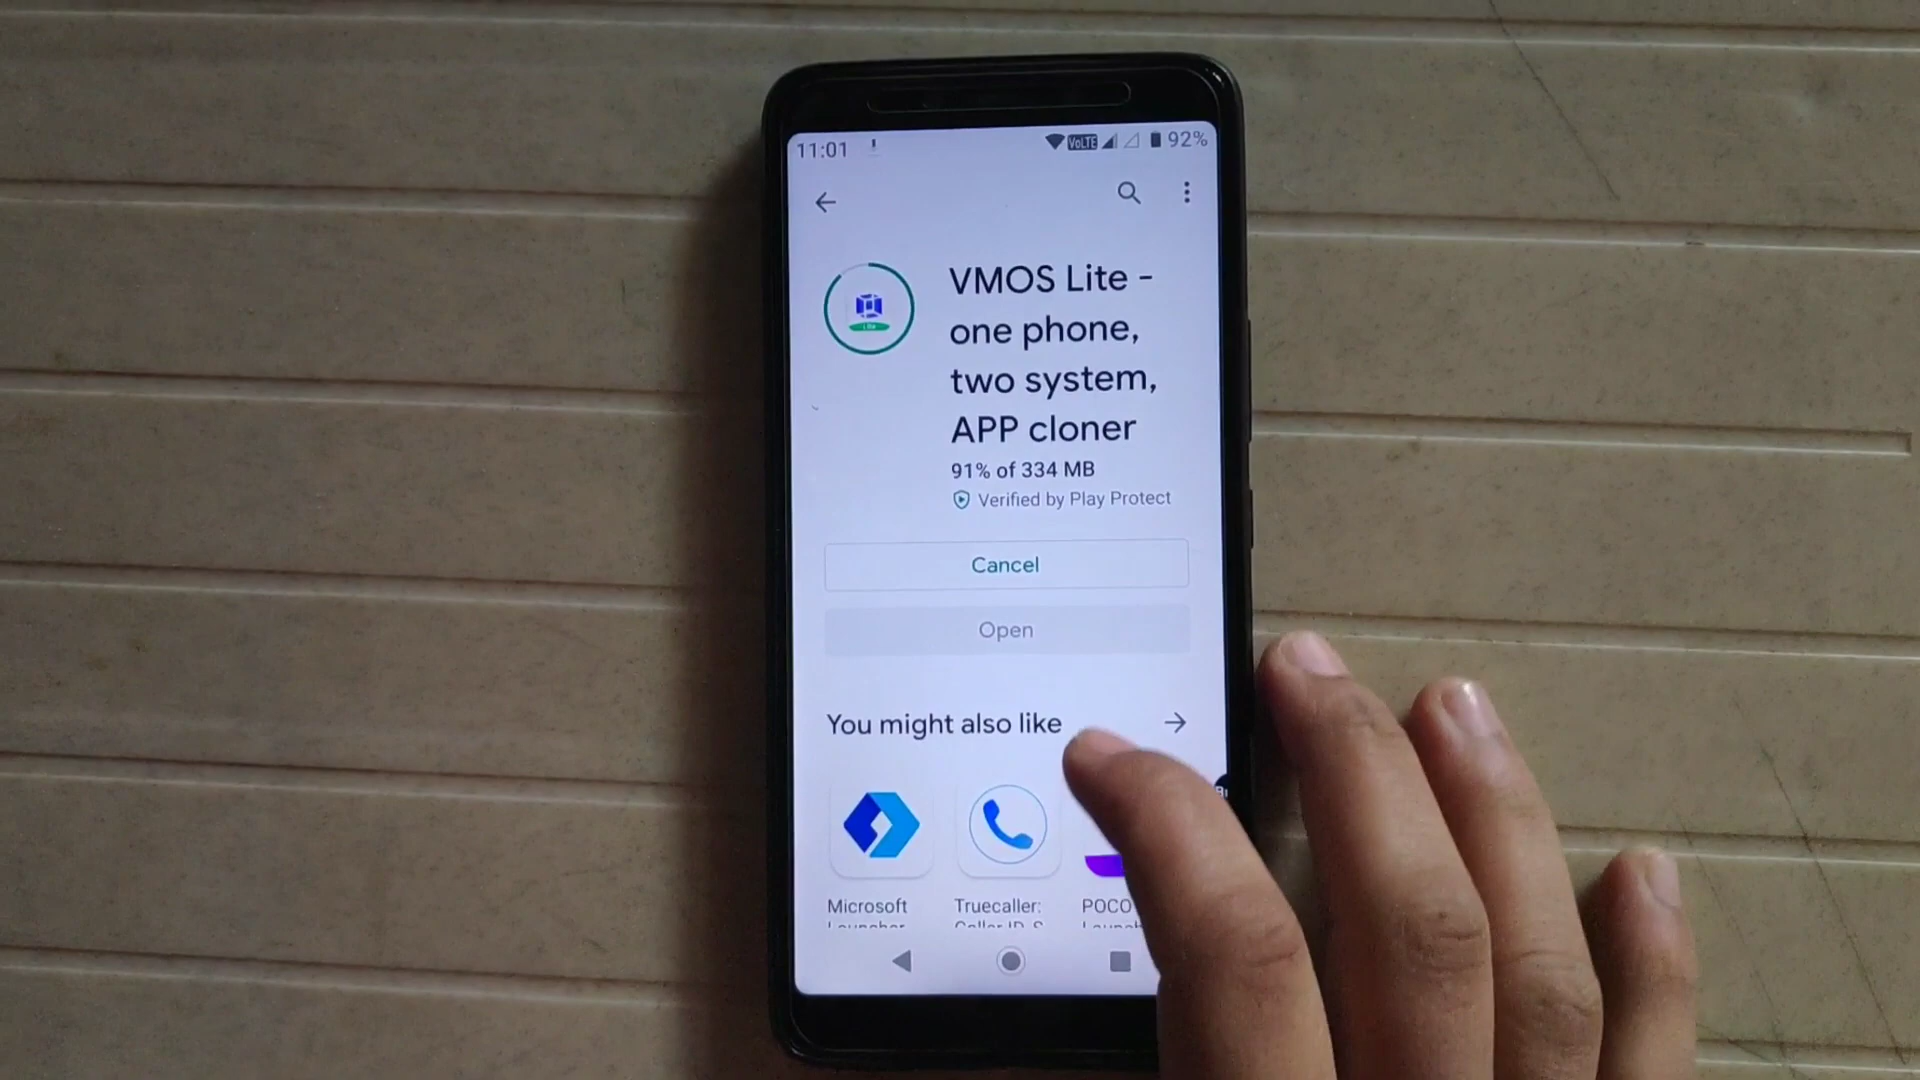 11:01 VoLTE 92%
VMOS Lite -
one phone,
two system,
APP cloner
91% of 334 MB
Verified by Play Protect
Cancel
Open
You might also like
Microsoft Truecaller: POCO
Launcher Caller ID, S Launch